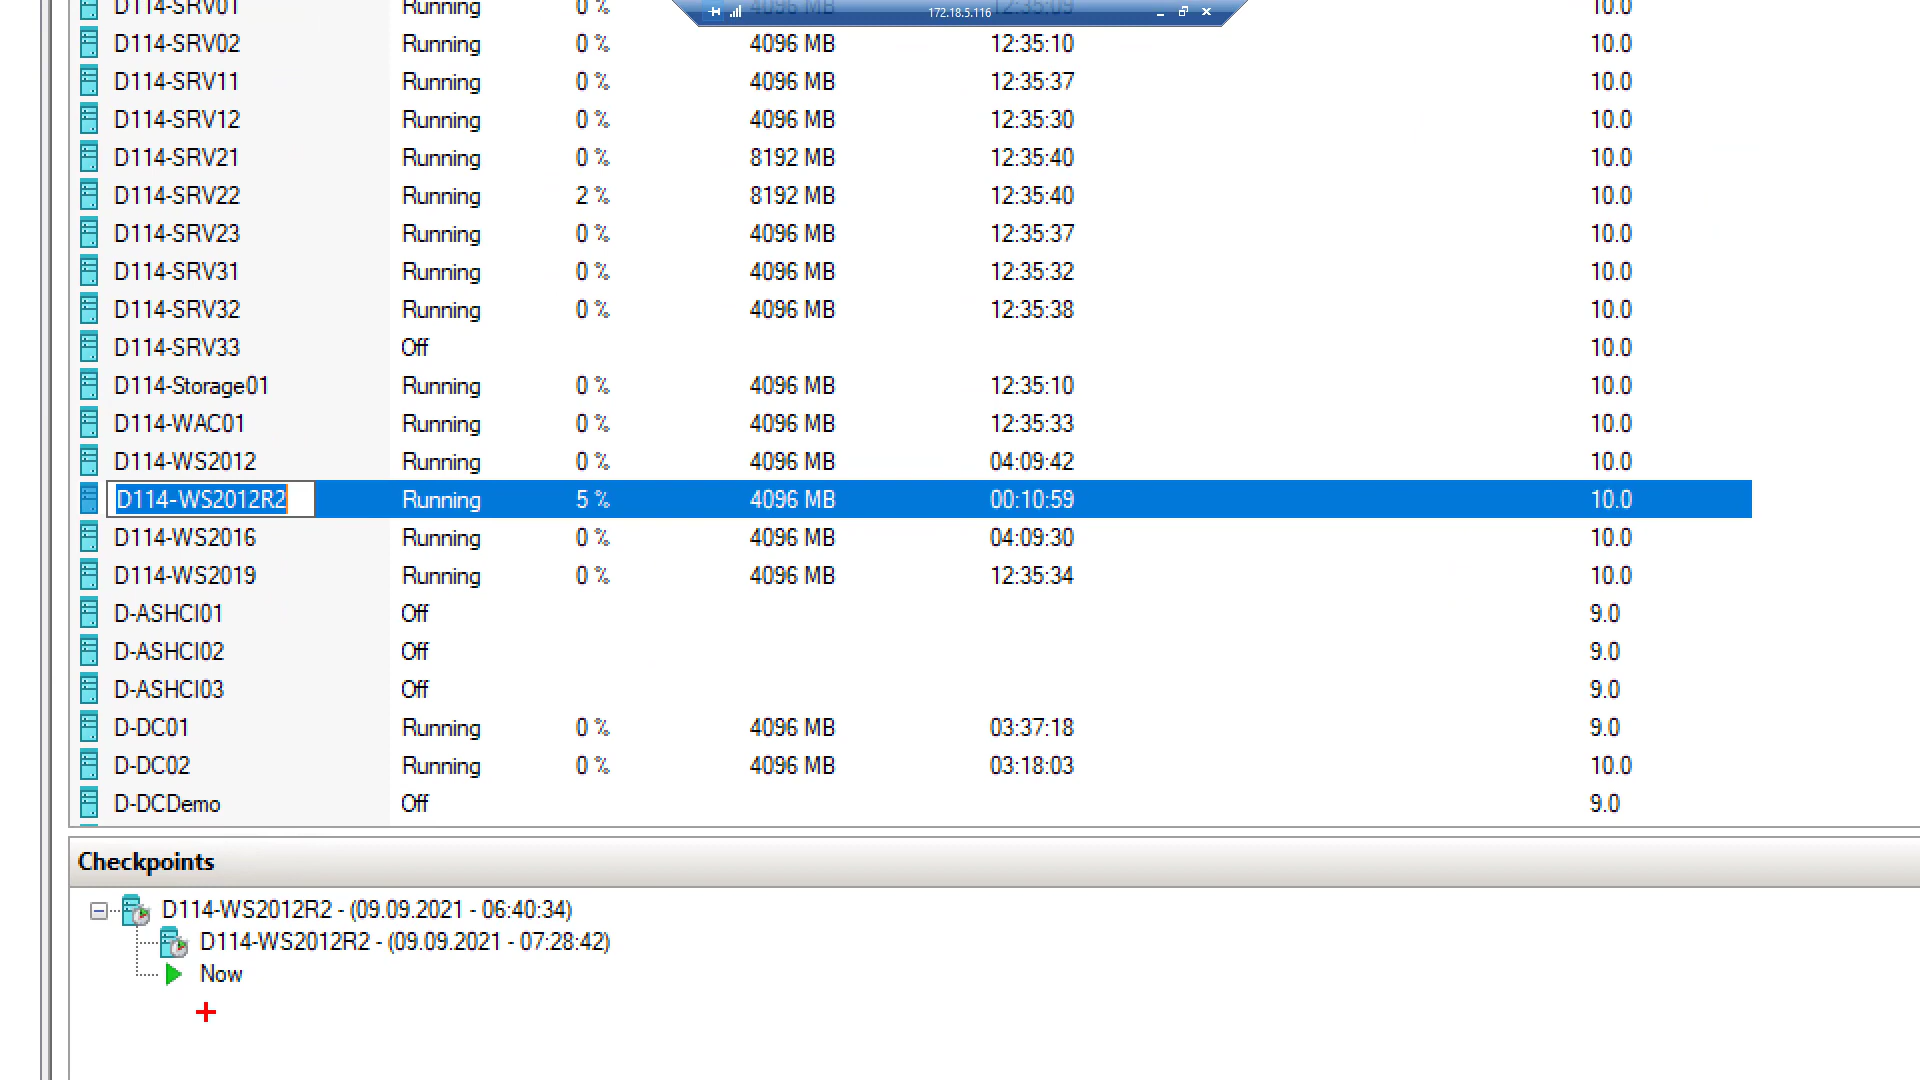 D114-SRV01 Running 0 % 4096 MB 12:35:09 10.0
172.18.5.116
D114-SRV02 Running 0 % 4096 MB 12:35:10 10.0
D114-SRV11 Running 0 % 4096 MB 12:35:37 10.0
D114-SRV12 Running 0 % 4096 MB 12:35:30 10.0
D114-SRV21 Running 0 % 8192 MB 12:35:40 10.0
D114-SRV22 Running 2 % 8192 MB 12:35:40 10.0
D114-SRV23 Running 0 % 4096 MB 12:35:37 10.0
D114-SRV31 Running 0 % 4096 MB 12:35:32 10.0
D114-SRV32 Running 0 % 4096 MB 12:35:38 10.0
D114-SRV33 Off 10.0
D114-Storage01 Running 0 % 4096 MB 12:35:10 10.0
D114-WAC01 Running 0 % 4096 MB 12:35:33 10.0
D114-WS2012 Running 0 % 4096 MB 04:09:42 10.0
D114-WS2012R2 Running 5 % 4096 MB 00:10:59 10.0
D114-WS2016 Running 0 % 4096 MB 04:09:30 10.0
D114-WS2019 Running 0 % 4096 MB 12:35:34 10.0
D-ASHCI01 Off 9.0
D-ASHCI02 Off 9.0
D-ASHCI03 Off 9.0
D-DC01 Running 0 % 4096 MB 03:37:18 9.0
D-DC02 Running 0 % 4096 MB 03:18:03 10.0
D-DCDemo Off 9.0
Checkpoints
D114-WS2012R2 - (09.09.2021 - 06:40:34)
D114-WS2012R2 - (09.09.2021 - 07:28:42)
Now